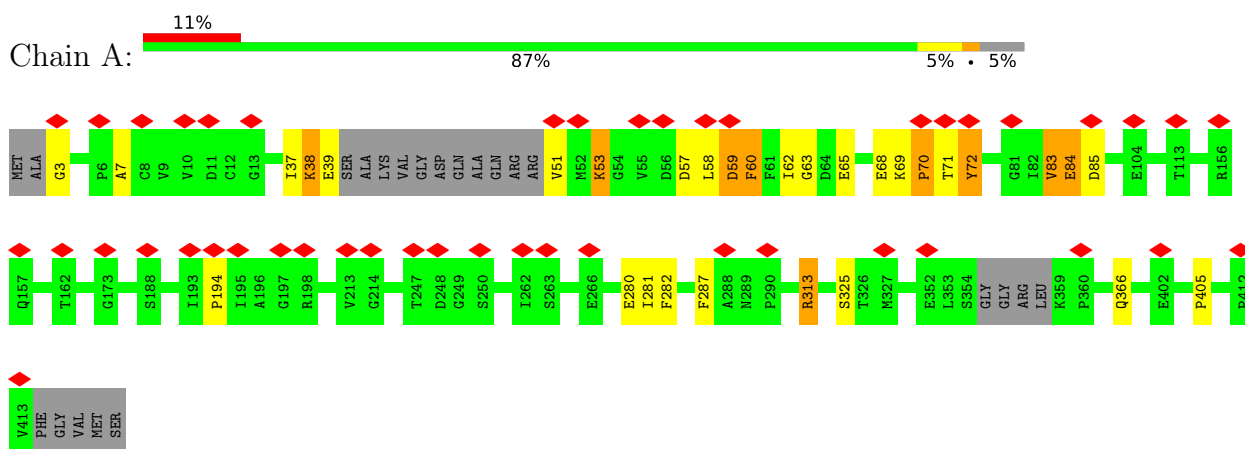 11%
Chain A:
87% 5% • 5%
MET ALA G3 P6 A7 C8 V9 V10 D11 C12 G13 I37 K38 E39 SER ALA LYS VAL GLY ASP GLN ALA GLN ARG ARG V51 M52 K53 G54 V55 D56 D57 L58 D59 F60 F61 I62 G63 D64 E65 E68 K69 P70 T71 Y72 G81 I82 V83 E84 D85 E104 T113 R156
Q157 T162 G173 S188 I193 P194 I195 A196 G197 R198 V213 G214 T247 D248 G249 S250 I262 S263 E266 E280 I281 F282 F287 A288 N289 P290 R313 S325 T326 M327 E352 L353 S354 GLY GLY ARG LEU K359 P360 Q366 E402 P405 R412
V413 PHE GLY VAL MET SER